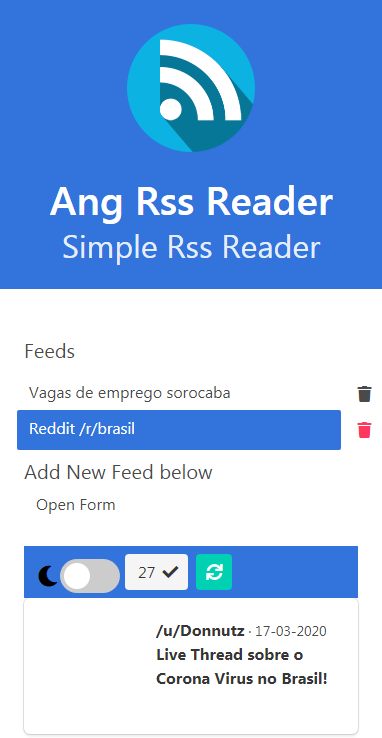 Ang Rss Reader
Simple Rss Reader
Feeds
Vagas de emprego sorocaba
Reddit /r/brasil
Add New Feed below
Open Form
27
/u/Donnutz · 17-03-2020
Live Thread sobre o
Corona Virus no Brasil!